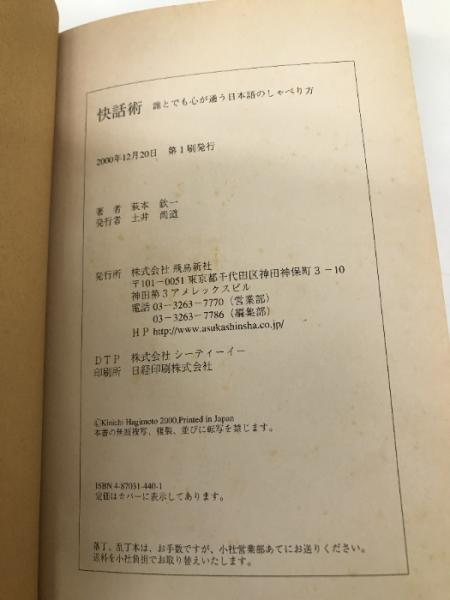 快話術 誰とでも心が通う日本語のしゃべり方
2000年12月20日 第1刷発行
著者 萩本 欽一
発行者 土井 尚道
発行所 株式会社 飛鳥新社
〒101－0051 東京都千代田区神田神保町3－10
神田第3アメレックスビル
電話 03－3263－7770（営業部）
03－3263－7786（編集部）
HP http://www.asukashinsha.co.jp/
DTP 株式会社 シーティーイー
印刷所 日経印刷株式会社
©Kinichi Hagimoto 2000,Printed in Japan
本書の無断複写、複製、並びに転写を禁じます。
ISBN 4-87031-440-1
定価はカバーに表示してあります。
落丁、乱丁本は、お手数ですが、小社営業部あてにお送りください。
送料を小社負担でお取り替えいたします。